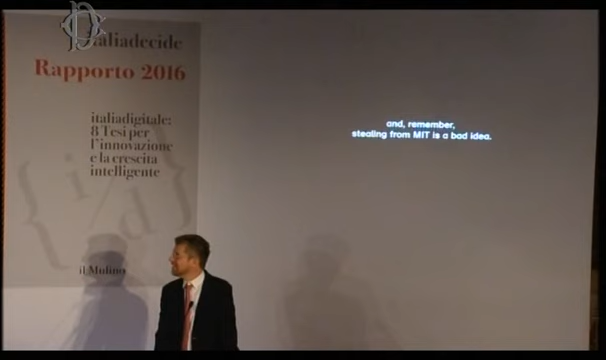 italiadecide
Rapporto 2016
italiadigitale:
8 Tesi per
l'innovazione
e la crescita
intelligente
{i/d}
il Mulino
and, remember,
stealing from MIT is a bad idea.